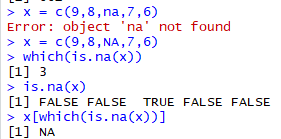 > x = c(9,8,na,7,6)
Error: object 'na' not found
> x = c(9,8,NA,7,6)
> which(is.na(x))
[1] 3
> is.na(x)
[1] FALSE FALSE  TRUE FALSE FALSE
> x[which(is.na(x))]
[1] NA